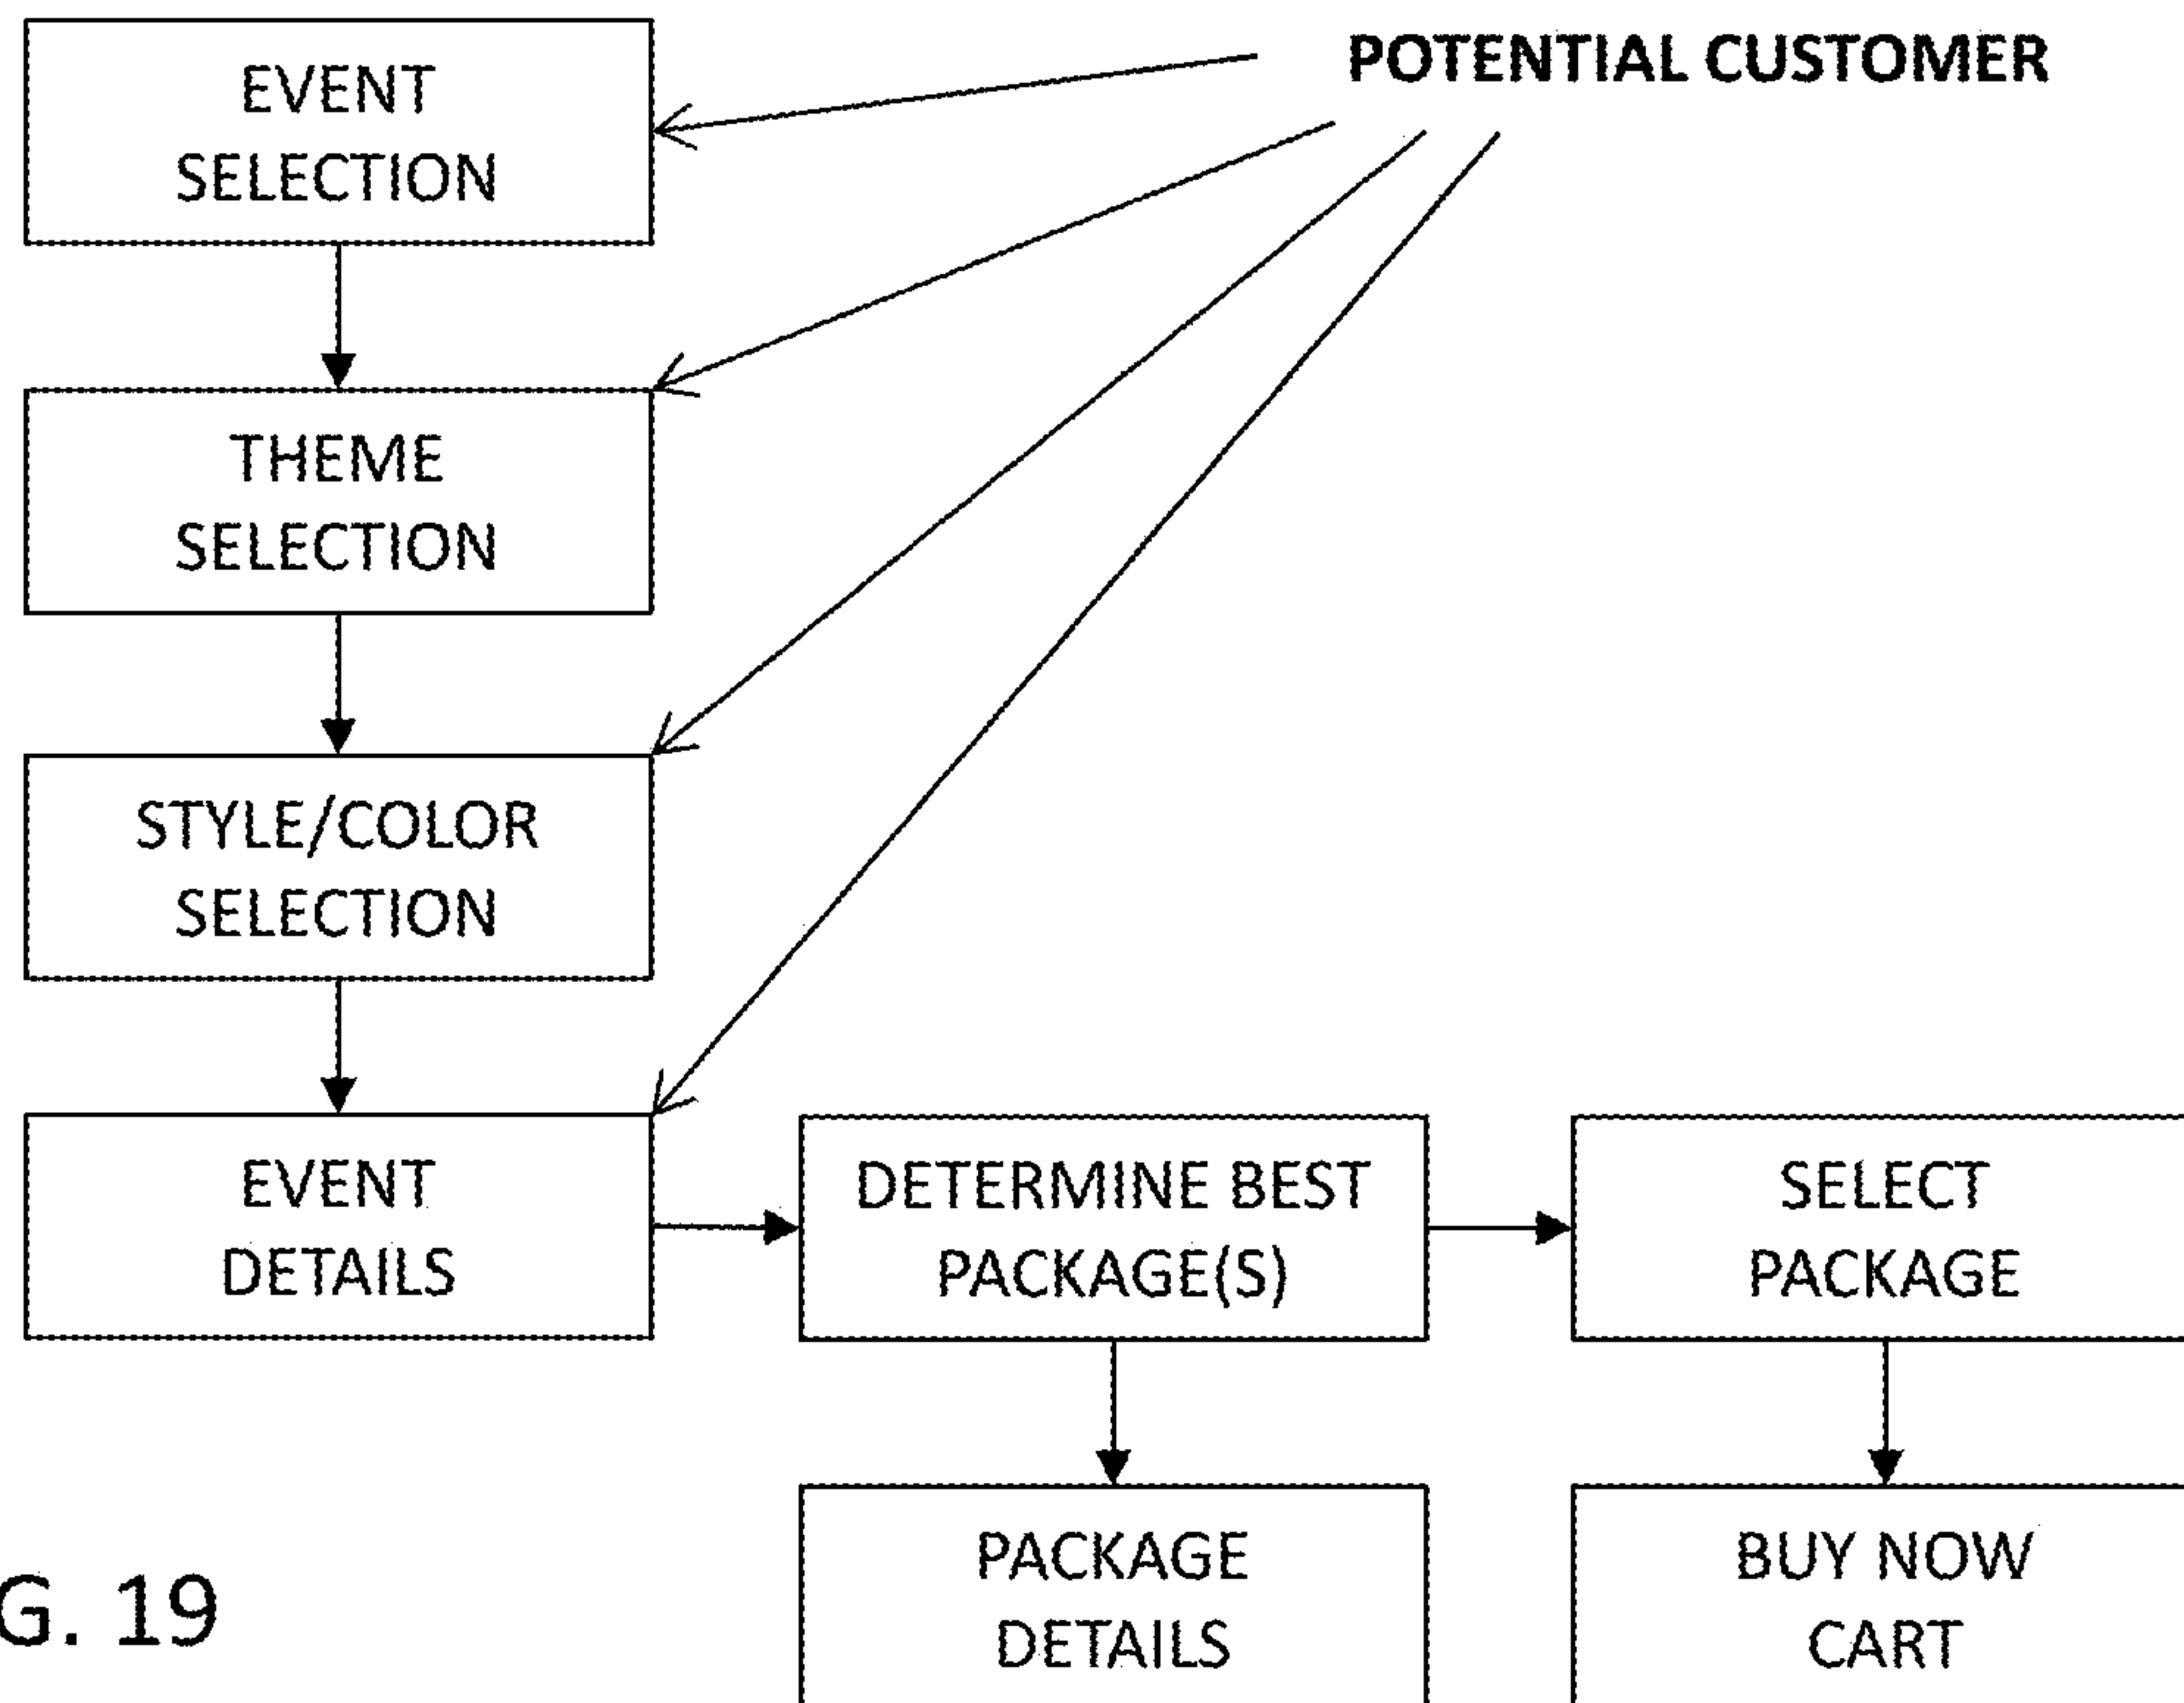 EVENT
SELECTION
POTENTIAL CUSTOMER
THEME
SELECTION
STYLE/COLOR
SELECTION
EVENT
DETAILS
DETERMINE BEST
PACKAGE(S)
SELECT
PACKAGE
PACKAGE
DETAILS
BUY NOW
CART
G. 19